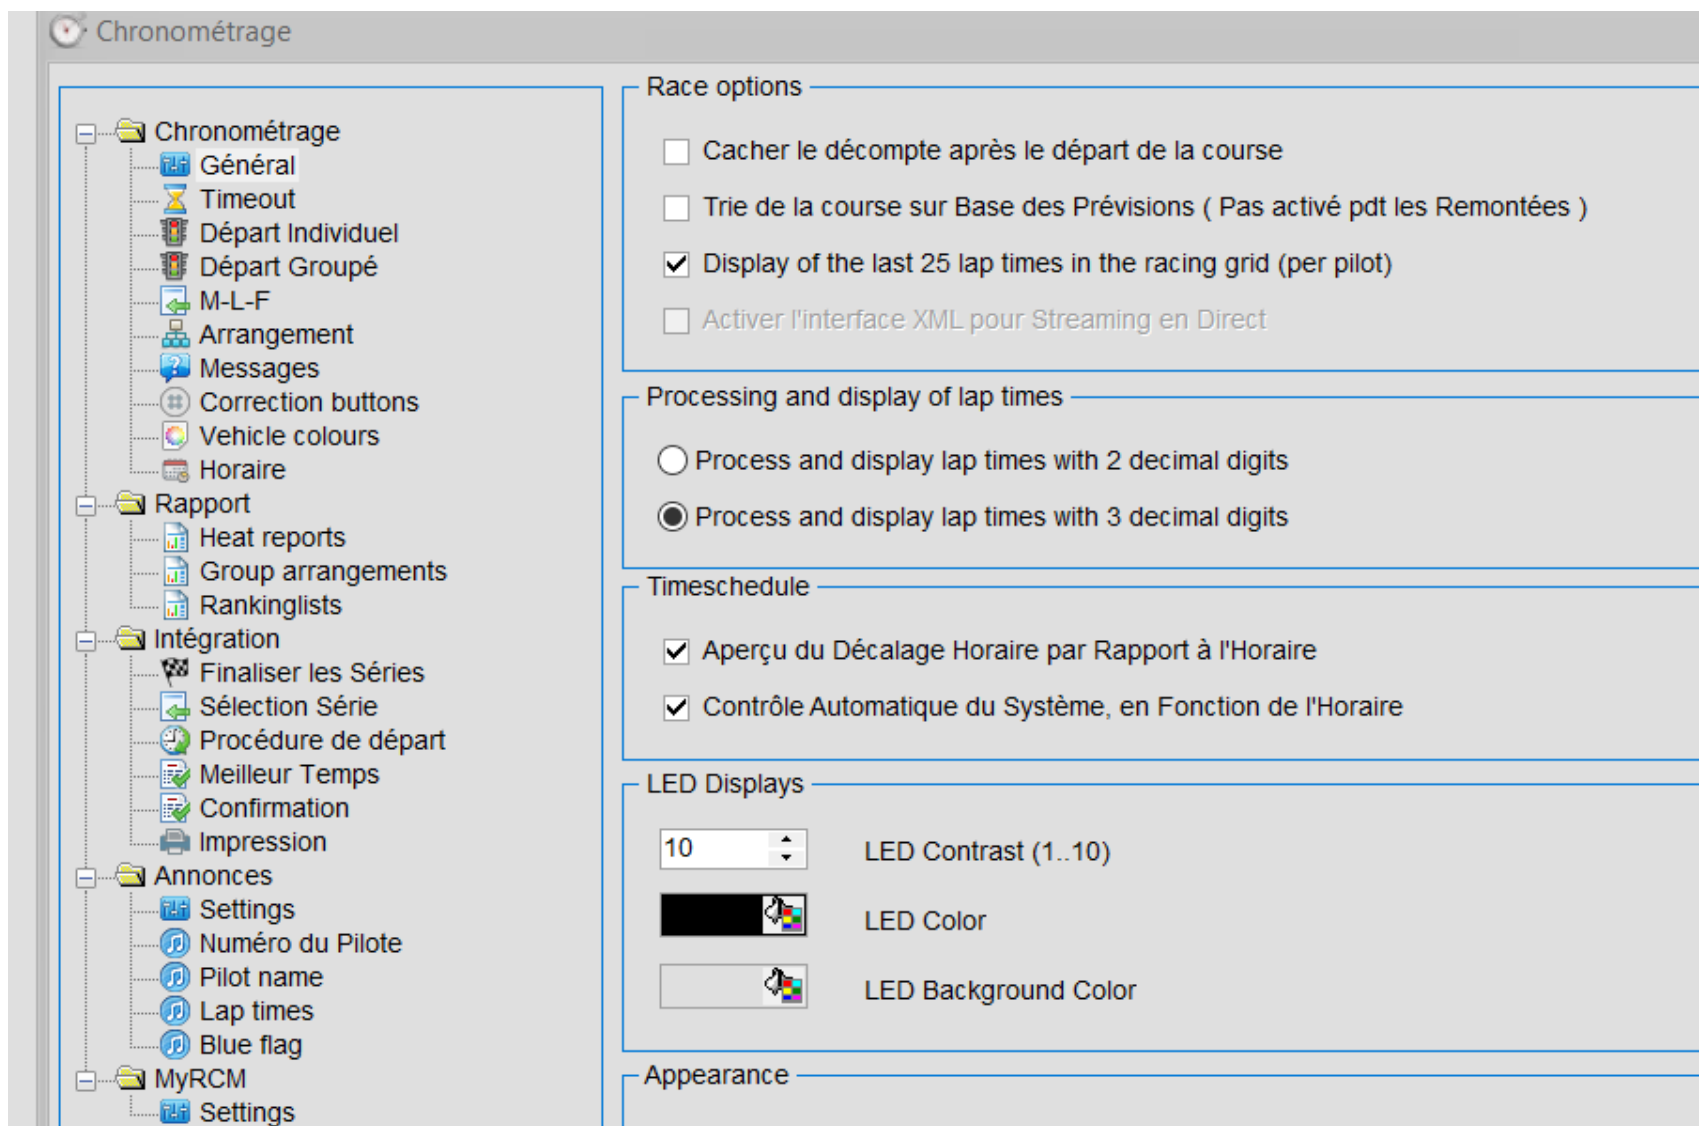 Chronométrage
Chronométrage
Général
Timeout
Départ Individuel
Départ Groupé
M-L-F
Arrangement
Messages
Correction buttons
Vehicle colours
Horaire
Rapport
Heat reports
Group arrangements
Rankinglists
Intégration
Finaliser les Séries
Sélection Série
Procédure de départ
Meilleur Temps
Confirmation
Impression
Annonces
Settings
Numéro du Pilote
Pilot name
Lap times
Blue flag
MyRCM
Settings
Race options
Cacher le décompte après le départ de la course
Trie de la course sur Base des Prévisions ( Pas activé pdt les Remontées )
Display of the last 25 lap times in the racing grid (per pilot)
Activer l'interface XML pour Streaming en Direct
Processing and display of lap times
Process and display lap times with 2 decimal digits
Process and display lap times with 3 decimal digits
Timeschedule
Aperçu du Décalage Horaire par Rapport à l'Horaire
Contrôle Automatique du Système, en Fonction de l'Horaire
LED Displays
10 LED Contrast (1..10)
LED Color
LED Background Color
Appearance